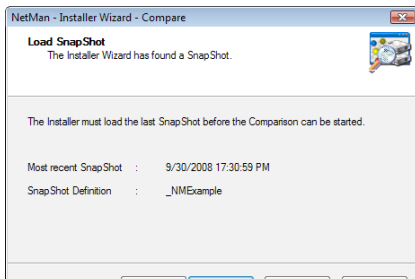 NetMan - Installer Wizard - Compare
Load SnapShot
The Installer Wizard has found a SnapShot.
The Installer must load the last SnapShot before the Comparison can be started.
Most recent SnapShot : 9/30/2008 17:30:59 PM
SnapShot Definition : _NMExample